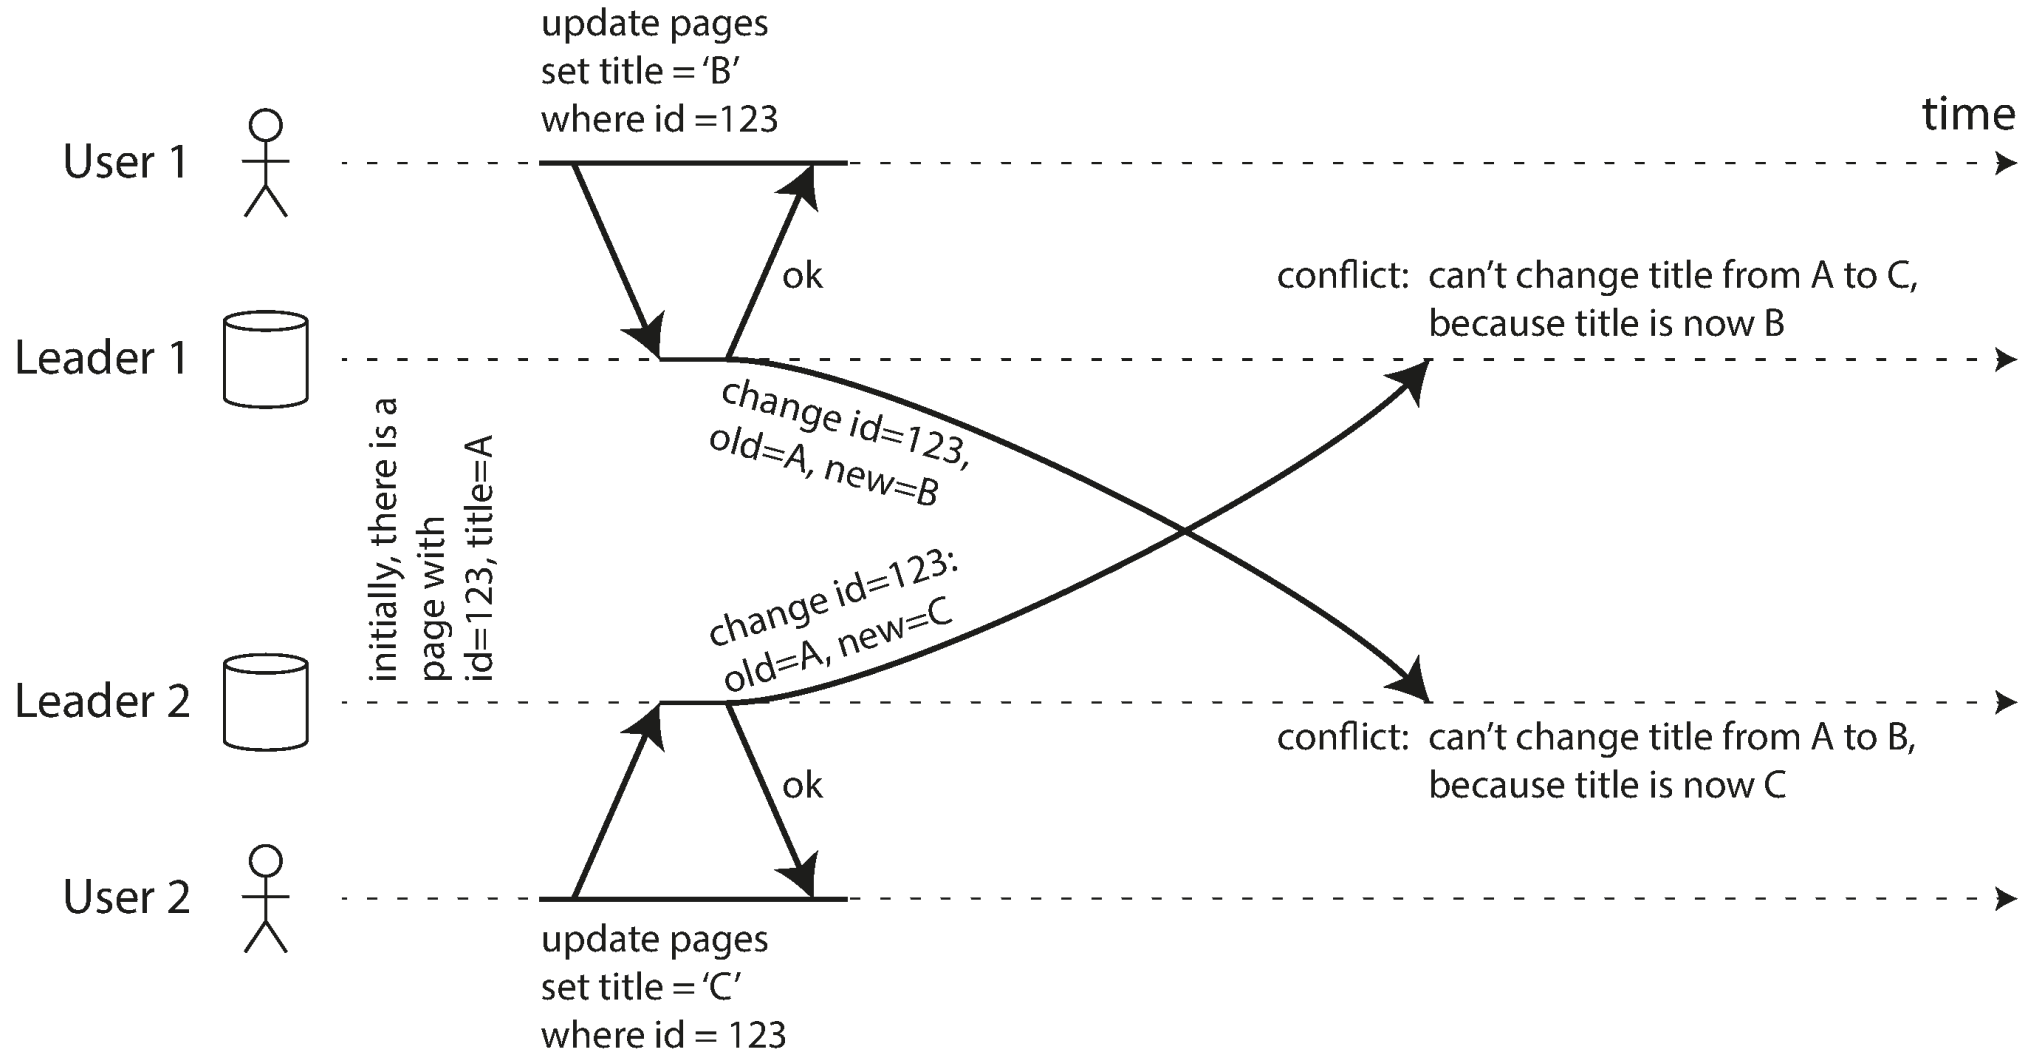 update pages
set title = ‘B’
where id =123
time
User 1
ok
conflict: can’t change title from A to C,
because title is now B
Leader 1
change id=123,
old=A, new=B
initially, there is a
page with
id=123, title=A
change id=123:
old=A, new=C
Leader 2
conflict: can’t change title from A to B,
because title is now C
ok
User 2
update pages
set title = ‘C’
where id = 123